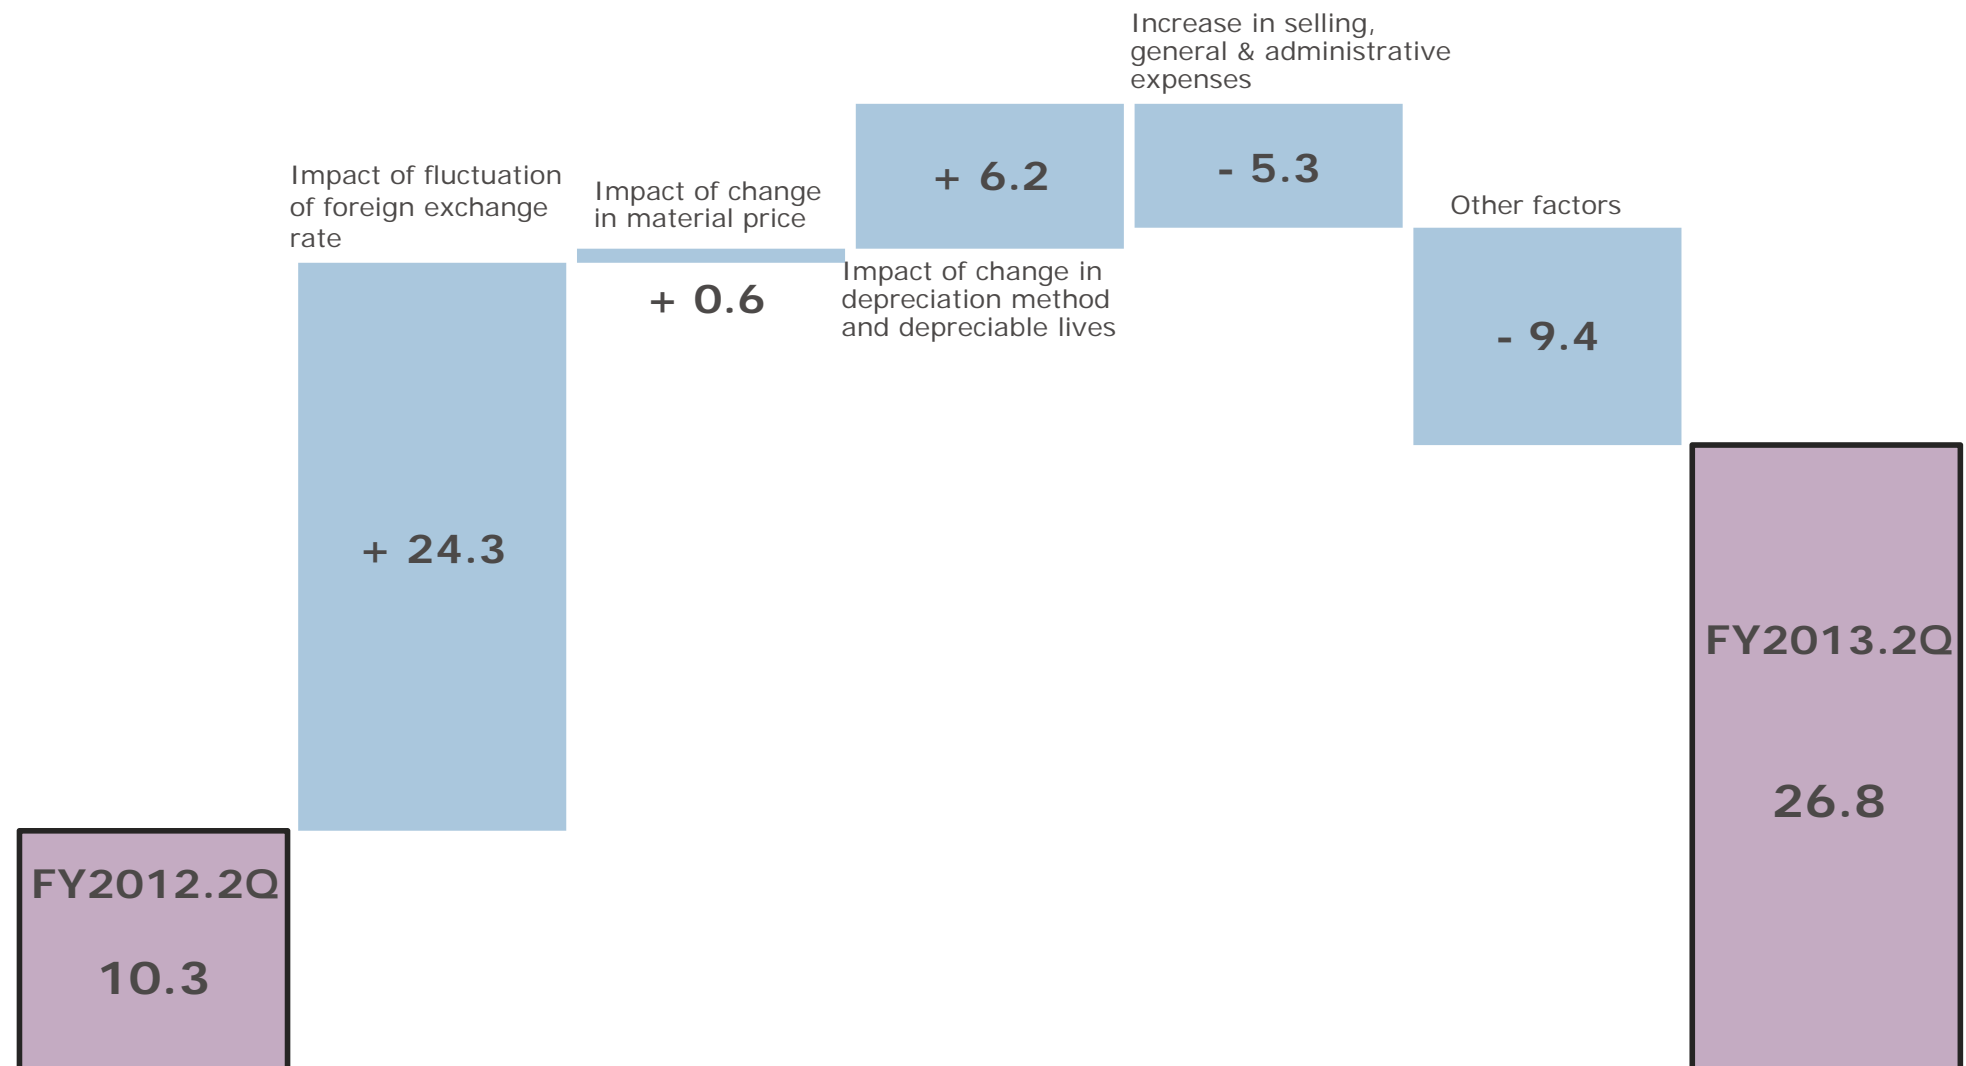 Increase in selling,
general & administrative
expenses
+ 6.2
- 5.3
Impact of fluctuation
of foreign exchange
rate
Impact of change
in material price
Other factors
+ 0.6
Impact of change in
depreciation method
and depreciable lives
- 9.4
+ 24.3
FY2013.2Q
26.8
FY2012.2Q
10.3